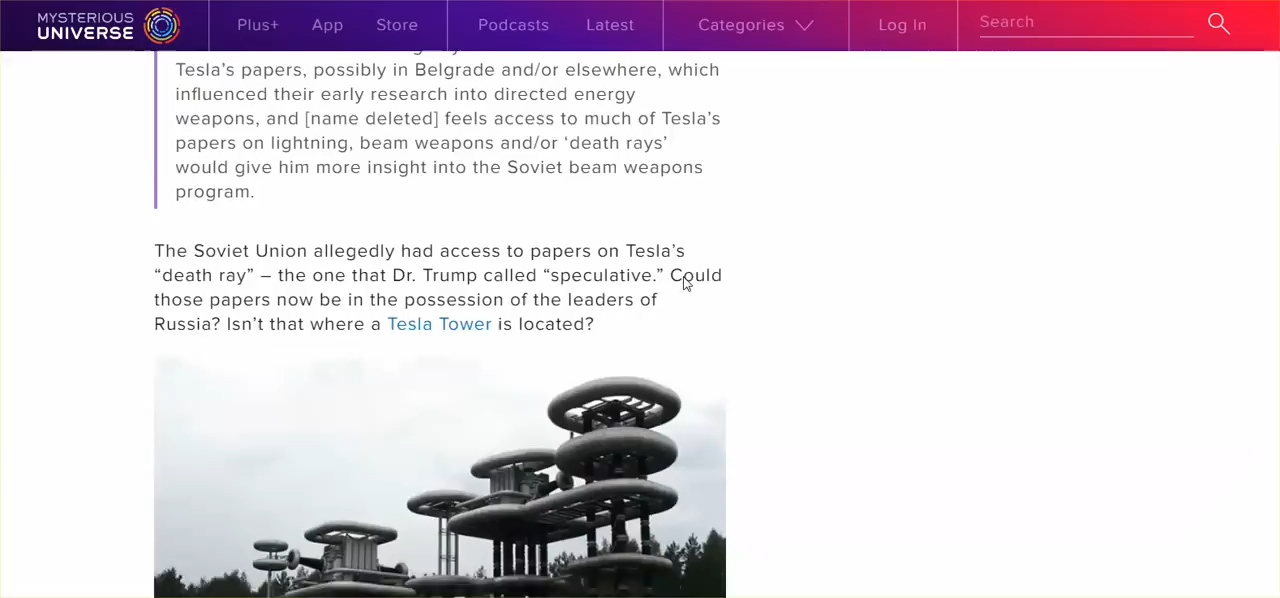 MYSTERIOUS
UNIVERSE
Plus+
App
Store
Podcasts
Latest
Categories
Log In
Search
Tesla’s papers, possibly in Belgrade and/or elsewhere, which
influenced their early research into directed energy
weapons, and [name deleted] feels access to much of Tesla’s
papers on lightning, beam weapons and/or ‘death rays’
would give him more insight into the Soviet beam weapons
program.
The Soviet Union allegedly had access to papers on Tesla’s
“death ray” – the one that Dr. Trump called “speculative.” Could
those papers now be in the possession of the leaders of
Russia? Isn’t that where a Tesla Tower is located?